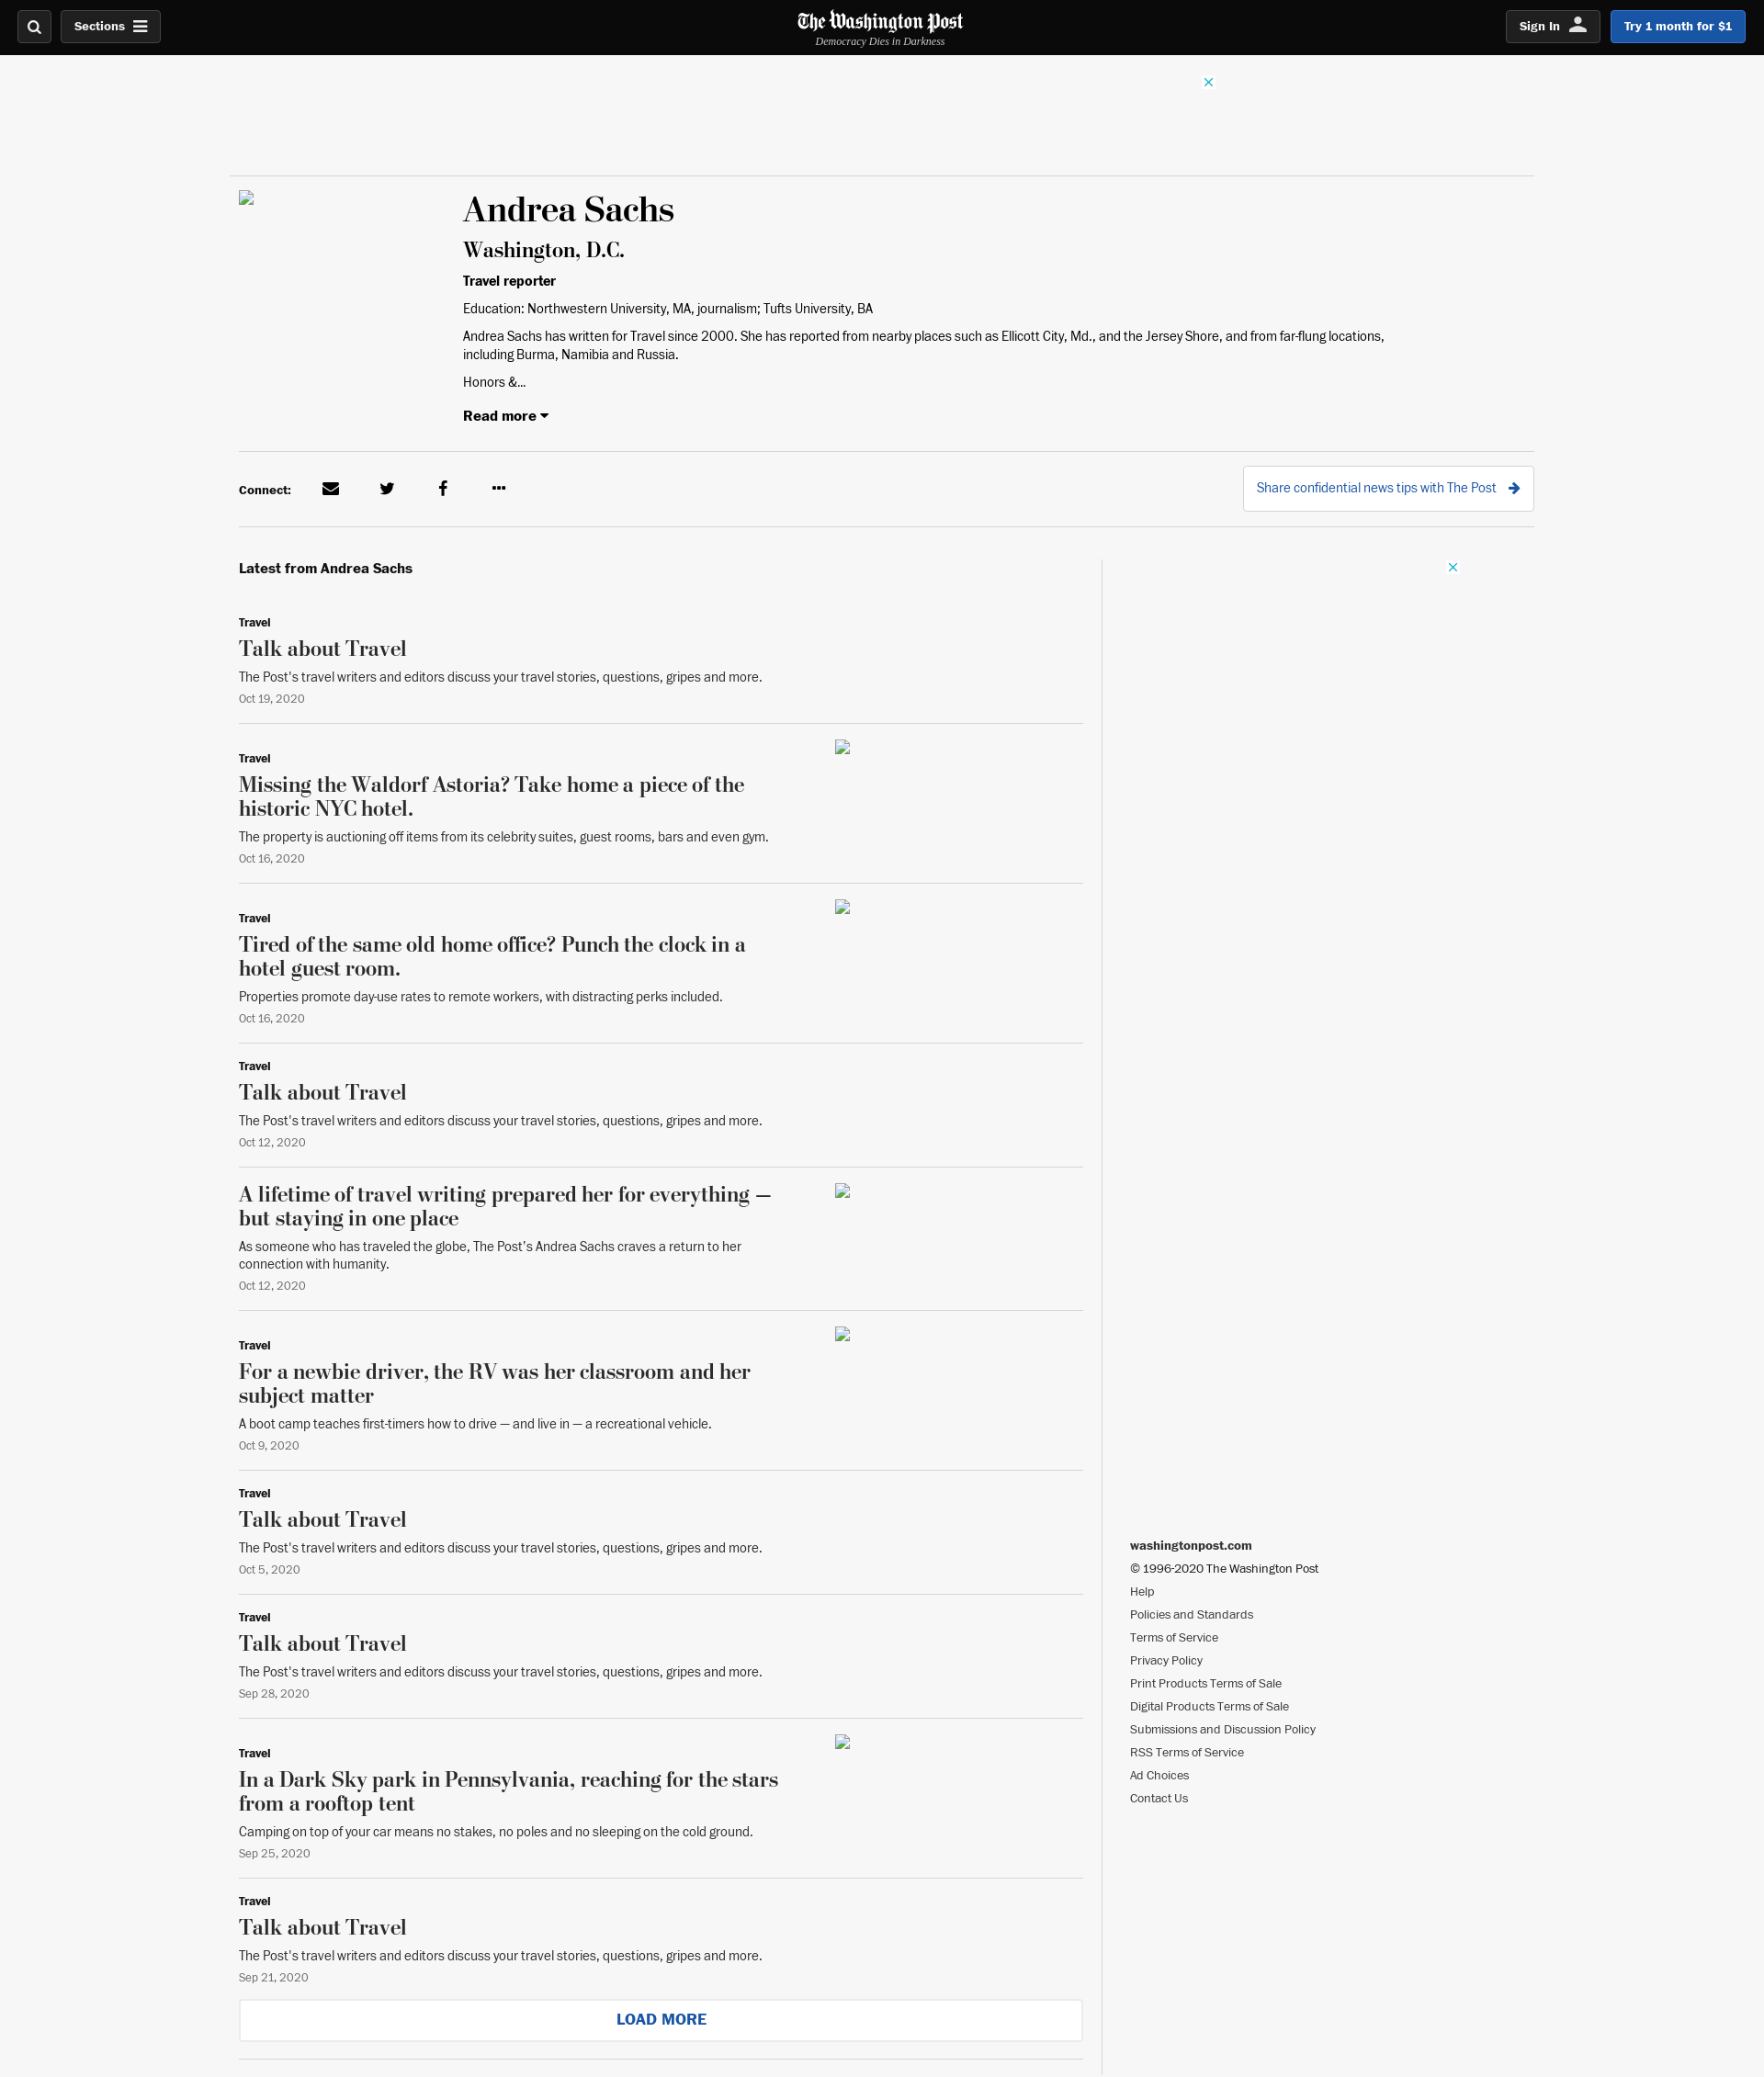 Sections
The Washington Post
Democracy Dies in Darkness
Sign In
Try 1 month for $1
Andrea Sachs
Washington, D.C.
Travel reporter
Education: Northwestern University, MA, journalism; Tufts University, BA
Andrea Sachs has written for Travel since 2000. She has reported from nearby places such as Ellicott City, Md., and the Jersey Shore, and from far-flung locations,
including Burma, Namibia and Russia.
Honors &...
Read more
Connect:
Share confidential news tips with The Post
Latest from Andrea Sachs
Travel
Talk about Travel
The Post's travel writers and editors discuss your travel stories, questions, gripes and more.
Oct 19, 2020
Travel
Missing the Waldorf Astoria? Take home a piece of the
historic NYC hotel.
The property is auctioning off items from its celebrity suites, guest rooms, bars and even gym.
Oct 16, 2020
Travel
Tired of the same old home office? Punch the clock in a
hotel guest room.
Properties promote day-use rates to remote workers, with distracting perks included.
Oct 16, 2020
Travel
Talk about Travel
The Post's travel writers and editors discuss your travel stories, questions, gripes and more.
Oct 12, 2020
A lifetime of travel writing prepared her for everything —
but staying in one place
As someone who has traveled the globe, The Post’s Andrea Sachs craves a return to her
connection with humanity.
Oct 12, 2020
Travel
For a newbie driver, the RV was her classroom and her
subject matter
A boot camp teaches first-timers how to drive — and live in — a recreational vehicle.
Oct 9, 2020
Travel
Talk about Travel
The Post's travel writers and editors discuss your travel stories, questions, gripes and more.
Oct 5, 2020
Travel
Talk about Travel
The Post's travel writers and editors discuss your travel stories, questions, gripes and more.
Sep 28, 2020
Travel
In a Dark Sky park in Pennsylvania, reaching for the stars
from a rooftop tent
Camping on top of your car means no stakes, no poles and no sleeping on the cold ground.
Sep 25, 2020
Travel
Talk about Travel
The Post's travel writers and editors discuss your travel stories, questions, gripes and more.
Sep 21, 2020
LOAD MORE
washingtonpost.com
© 1996-2020 The Washington Post
Help
Policies and Standards
Terms of Service
Privacy Policy
Print Products Terms of Sale
Digital Products Terms of Sale
Submissions and Discussion Policy
RSS Terms of Service
Ad Choices
Contact Us